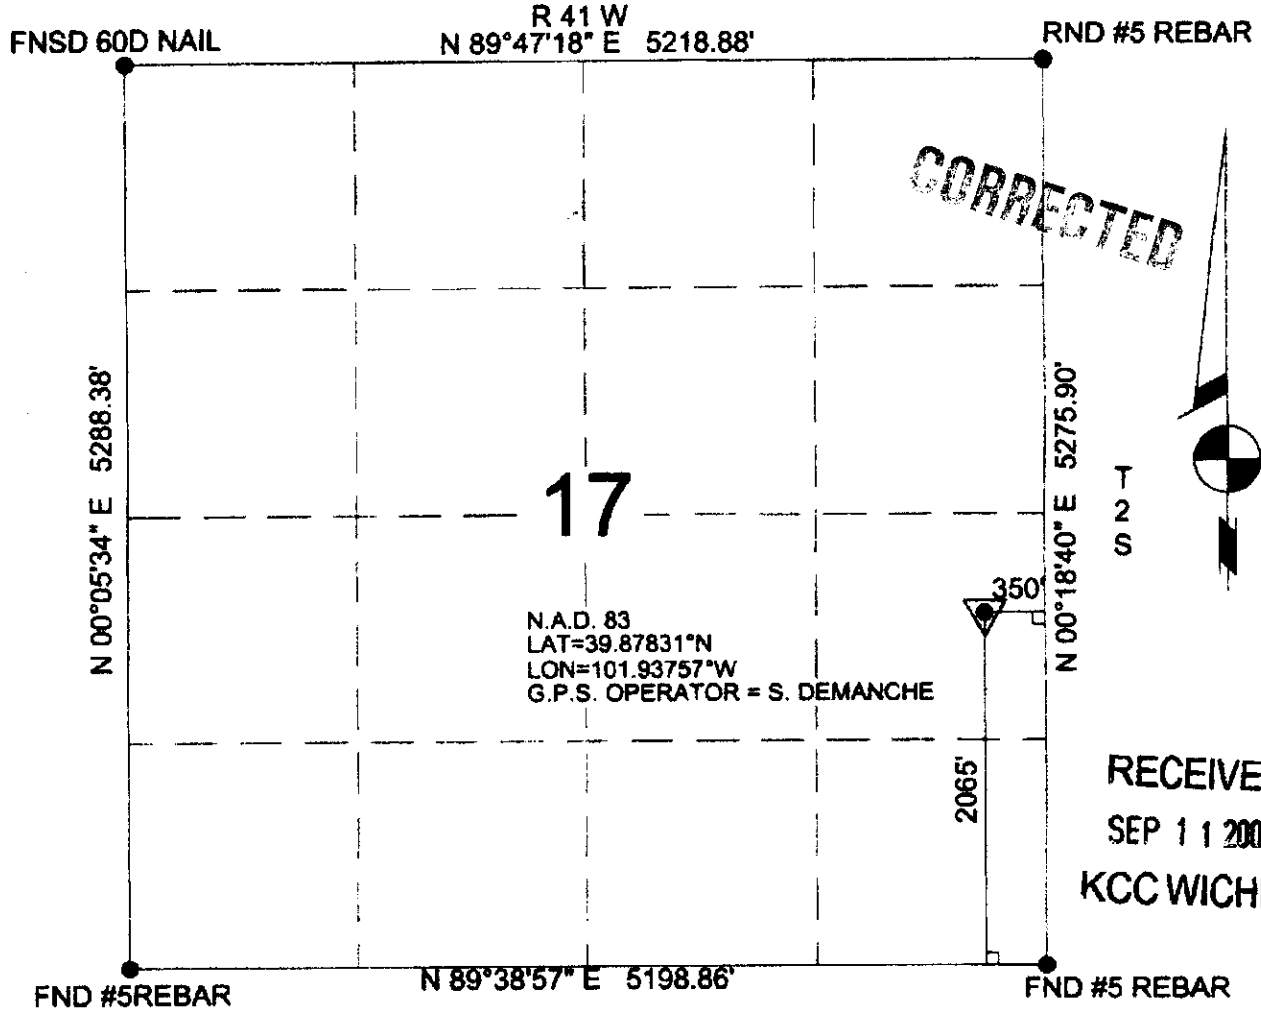 R 41 W
FNSD 60D NAIL
N 89°47'18" E 5218.88'
RND #5 REBAR
CORRECTED
N 00°05'34" E 5288.38'
N 00°18'40" E 5275.90'
T
2
S
17
350'
N.A.D. 83
LAT=39.87831°N
LON=101.93757°W
G.P.S. OPERATOR = S. DEMANCHE
2065'
RECEIVE
SEP 1 1 200
KCC WICH
N 89°38'57" E 5198.86'
FND #5REBAR
FND #5 REBAR